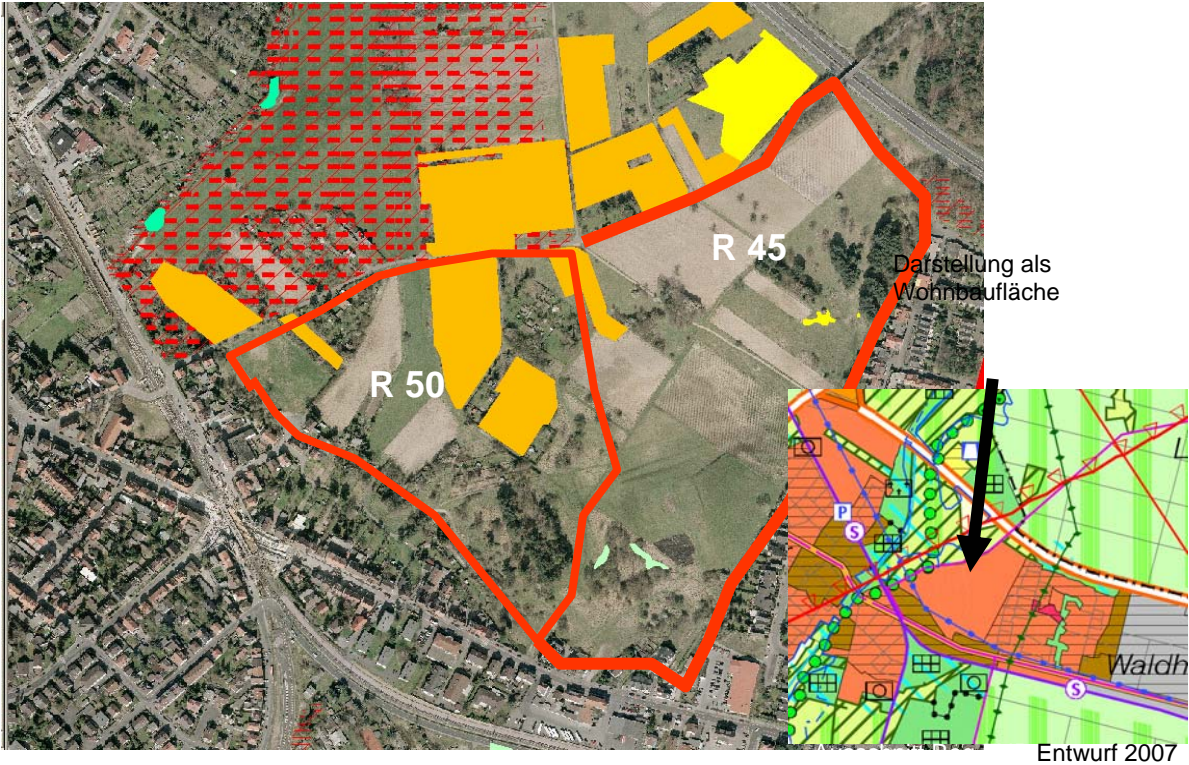 R 45
Darstellung als
Wohnbaufläche
R 50
L
P
S
Waldh
S
Entwurf 2007